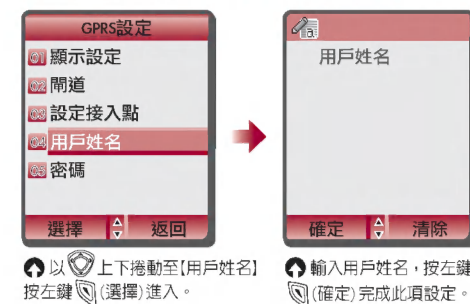 GPRS設定
01 顯示設定
02 閘道
03 設定接入點
04 用戶姓名
05 密碼
選擇 返回
以 上下捲動至【用戶姓名】
按左鍵 (選擇)進入。
a
用戶姓名
確定 清除
輸入用戶姓名,按左鍵
(確定)完成此項設定。